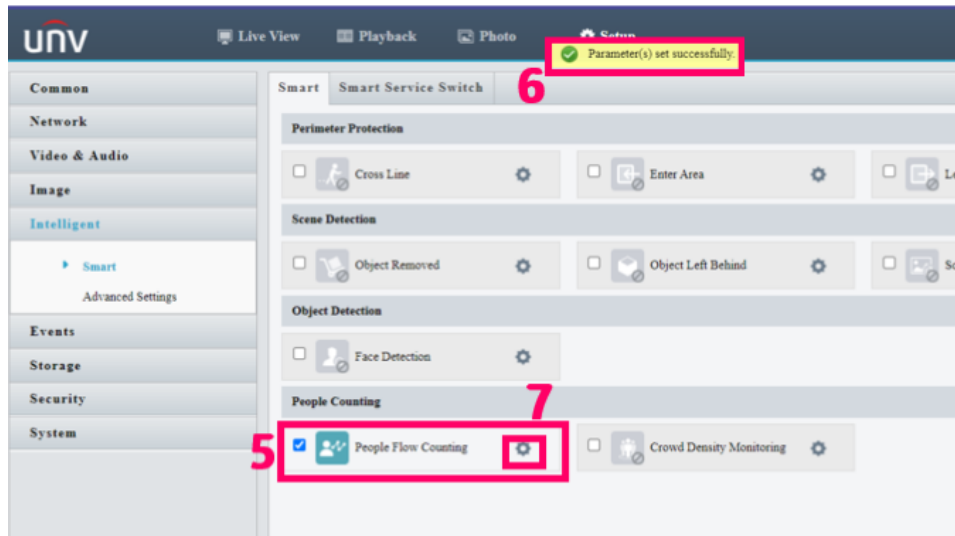 unv Live View Playback Photo Setup
6 Parameter(s) set successfully.
Common
Network
Video & Audio
Image
Intelligent
Smart
Advanced Settings
Events
Storage
Security
System
Smart Smart Service Switch
Perimeter Protection
Cross Line Enter Area
Scene Detection
Object Removed Object Left Behind
Object Detection
Face Detection
People Counting
7
5 People Flow Counting Crowd Density Monitoring